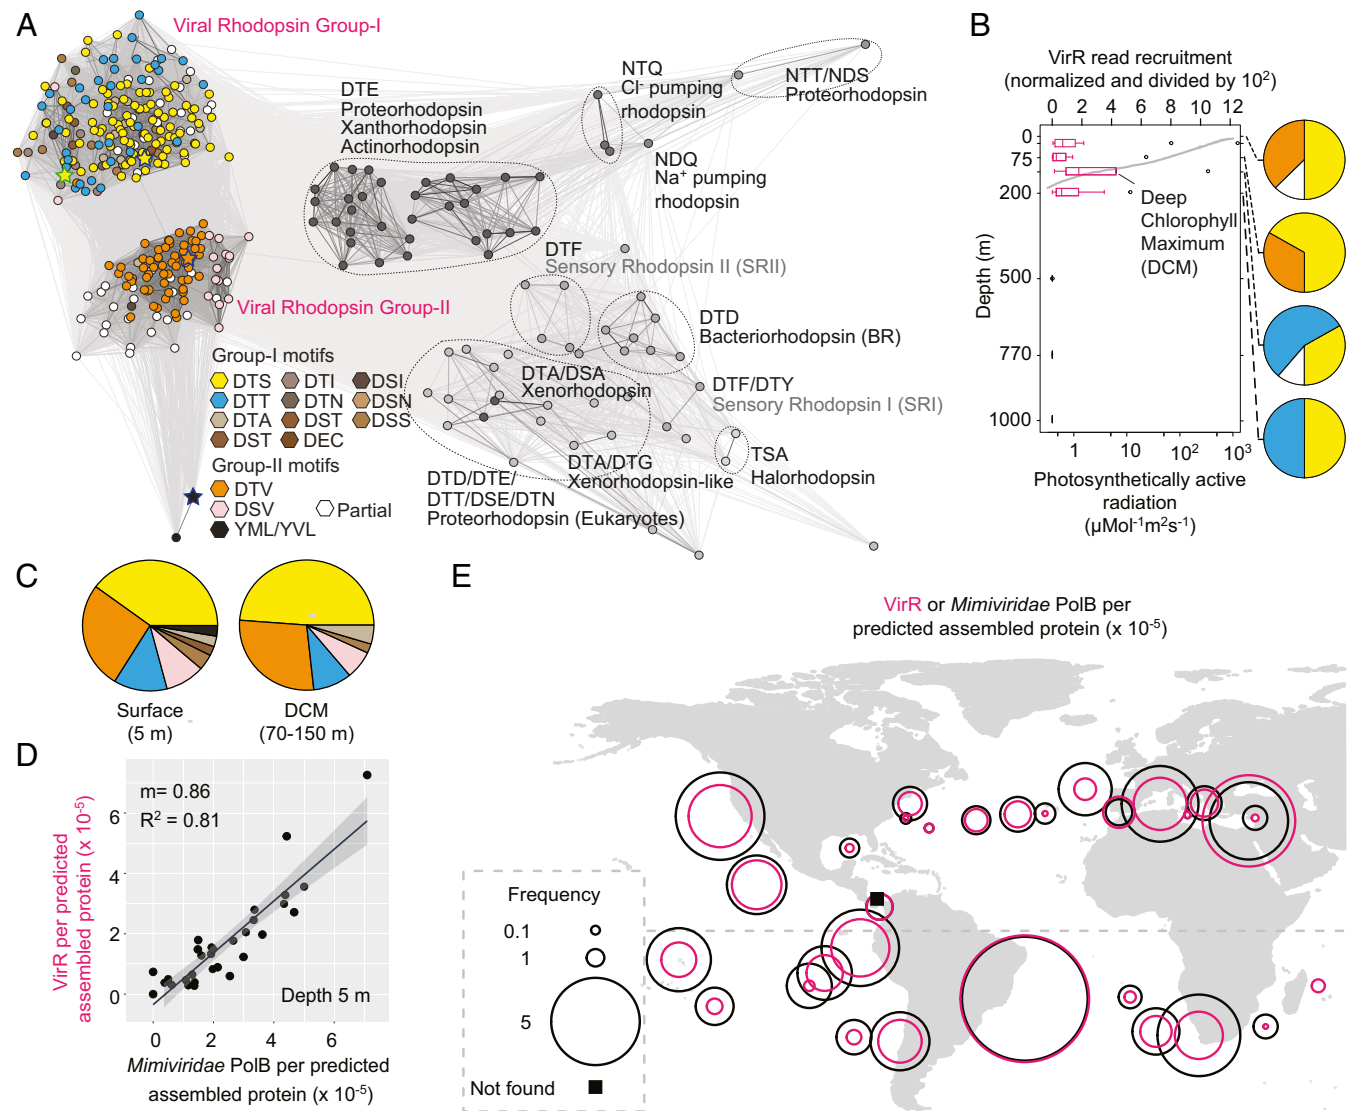 A
Viral Rhodopsin Group-I
DTE
Proteorhodopsin
Xanthorhodopsin
Actinorhodopsin
NTQ
Cl- pumping
rhodopsin
NTT/NDS
Proteorhodopsin
NDQ
Na+ pumping
rhodopsin
DTF
Sensory Rhodopsin II (SRII)
Viral Rhodopsin Group-II
DTD
Bacteriorhodopsin (BR)
DTA/DSA
Xenorhodopsin
DTF/DTY
Sensory Rhodopsin I (SRI)
TSA
Halorhodopsin
DTA/DTG
Xenorhodopsin-like
DTD/DTE/
DTT/DSE/DTN
Proteorhodopsin (Eukaryotes)
Group-I motifs
DTS DTI DSI
DTT DTN DSN
DTA DST DSS
DST DEC
Group-II motifs
DTV
DSV Partial
YML/YVL
B
VirR read recruitment
(normalized and divided by 10²)
0 2 4 6 8 10 12
0
75
200
500
770
1000
Depth (m)
Deep
Chlorophyll
Maximum
(DCM)
1 10 10² 10³
Photosynthetically active
radiation
(µMol-1m2s-1)
C
Surface
(5 m)
DCM
(70-150 m)
D
m= 0.86
R² = 0.81
6
4
2
0
VirR per predicted
assembled protein (x 10-5)
Depth 5 m
0 2 4 6
Mimiviridae PolB per predicted
assembled protein (x 10-5)
E
VirR or Mimiviridae PolB per
predicted assembled protein (x 10-5)
Frequency
0.1
1
5
Not found